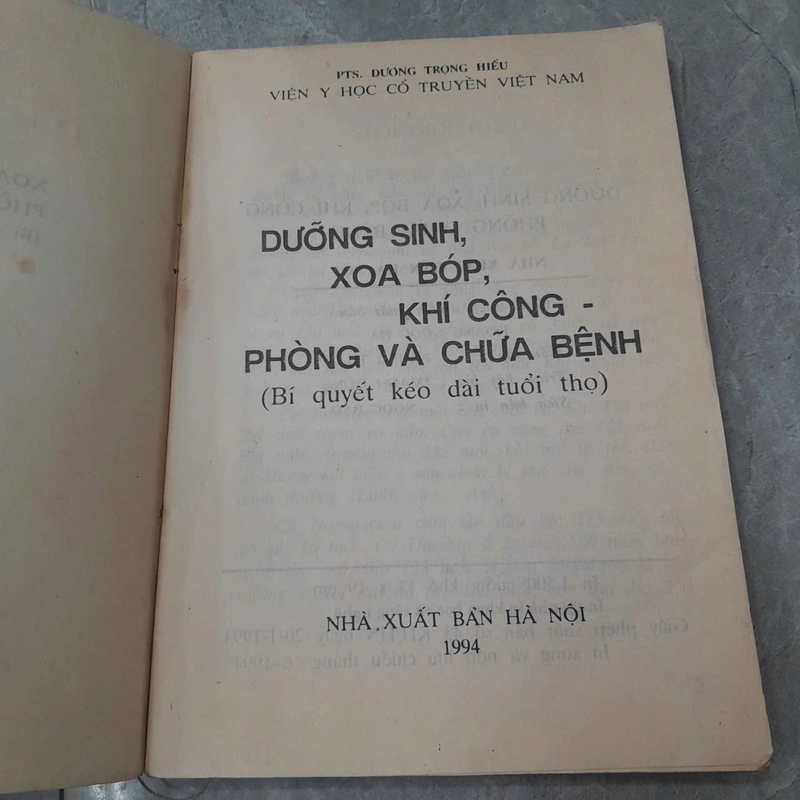 PTS. DƯƠNG TRỌNG HIẾU
VIỆN Y HỌC CỔ TRUYỀN VIỆT NAM
DƯỠNG SINH,
XOA BÓP,
KHÍ CÔNG -
PHÒNG VÀ CHỮA BỆNH
(Bí quyết kéo dài tuổi thọ)
NHÀ XUẤT BẢN HÀ NỘI
1994